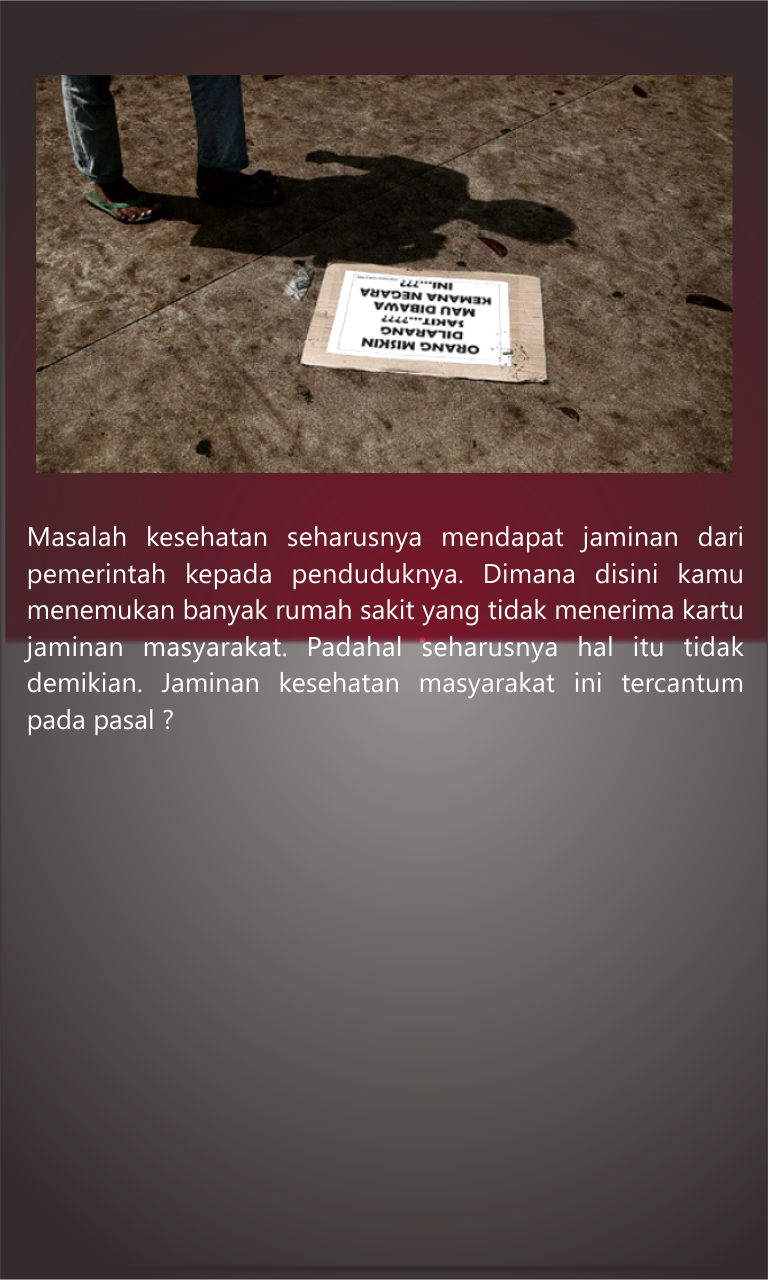 ORANG MISKIN
DILARANG
SAKIT...????
MAU DIBAWA
KEMANA NEGARA
INI...???
Masalah kesehatan seharusnya mendapat jaminan dari
pemerintah kepada penduduknya. Dimana disini kamu
menemukan banyak rumah sakit yang tidak menerima kartu
jaminan masyarakat. Padahal seharusnya hal itu tidak
demikian. Jaminan kesehatan masyarakat ini tercantum
pada pasal ?